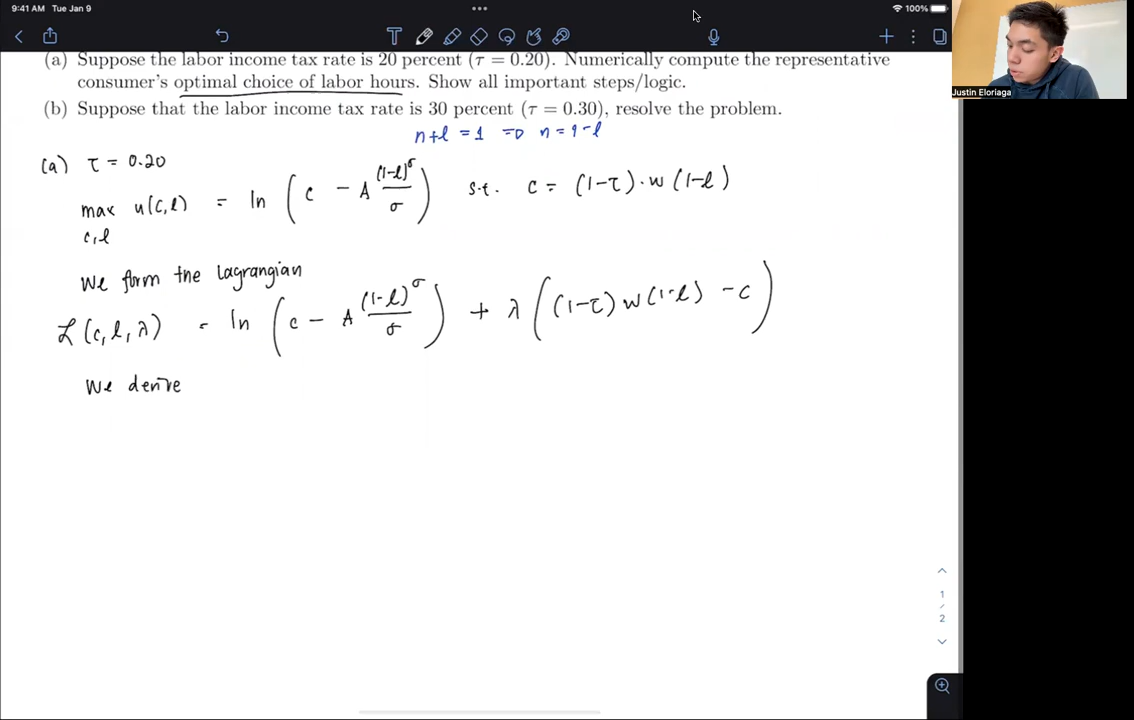 9:41 AM Tue Jan 9
100%
(a) Suppose the labor income tax rate is 20 percent (τ = 0.20). Numerically compute the representative
consumer's optimal choice of labor hours. Show all important steps/logic.
(b) Suppose that the labor income tax rate is 30 percent (τ = 0.30), resolve the problem.
n+l = 1 ⇒ n = 1-l
(a) τ = 0.20
max u(c,l) = ln ( c - A (1-l)^σ / σ ) s.t. c = (1-τ)·w (1-l)
c,l
We form the lagrangian
ℒ(c, l, λ) = ln ( c - A (1-l)^σ / σ ) + λ ( (1-τ) w (1-l) - c )
We derive
1
/
2
Justin Eloriaga